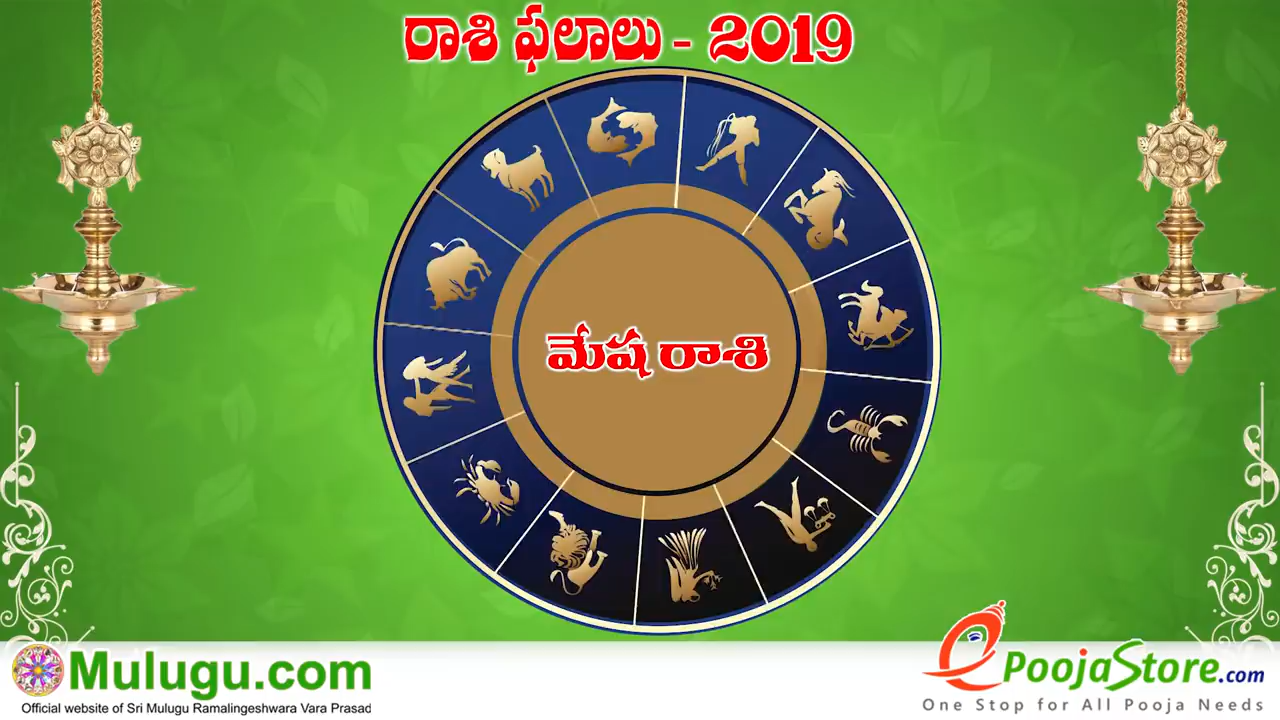 రాశి ఫలాలు - 2019
మేష రాశి
Mulugu.com
Official website of Sri Mulugu Ramalingeshwara Vara Prasad
ePoojaStore.com
One Stop for All Pooja Needs